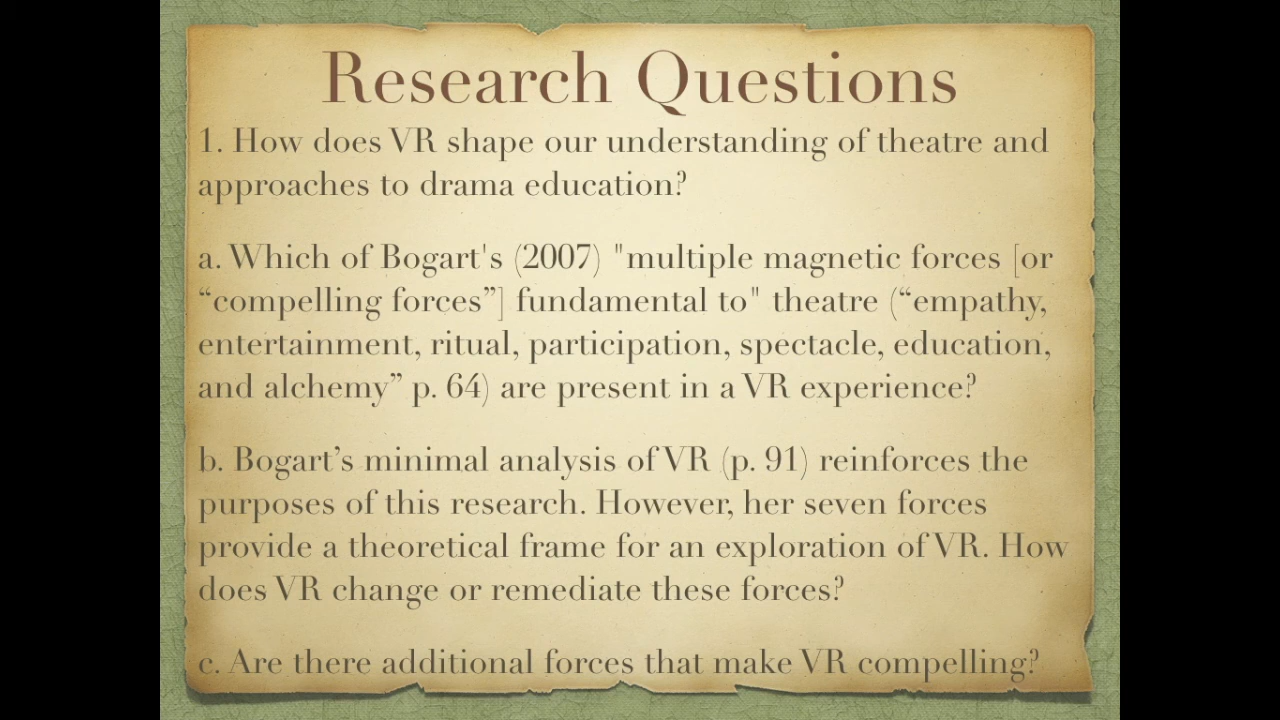 Research Questions
1. How does VR shape our understanding of theatre and
approaches to drama education?
a. Which of Bogart's (2007) "multiple magnetic forces [or
“compelling forces”] fundamental to" theatre (“empathy,
entertainment, ritual, participation, spectacle, education,
and alchemy” p. 64) are present in a VR experience?
b. Bogart’s minimal analysis of VR (p. 91) reinforces the
purposes of this research. However, her seven forces
provide a theoretical frame for an exploration of VR. How
does VR change or remediate these forces?
c. Are there additional forces that make VR compelling?